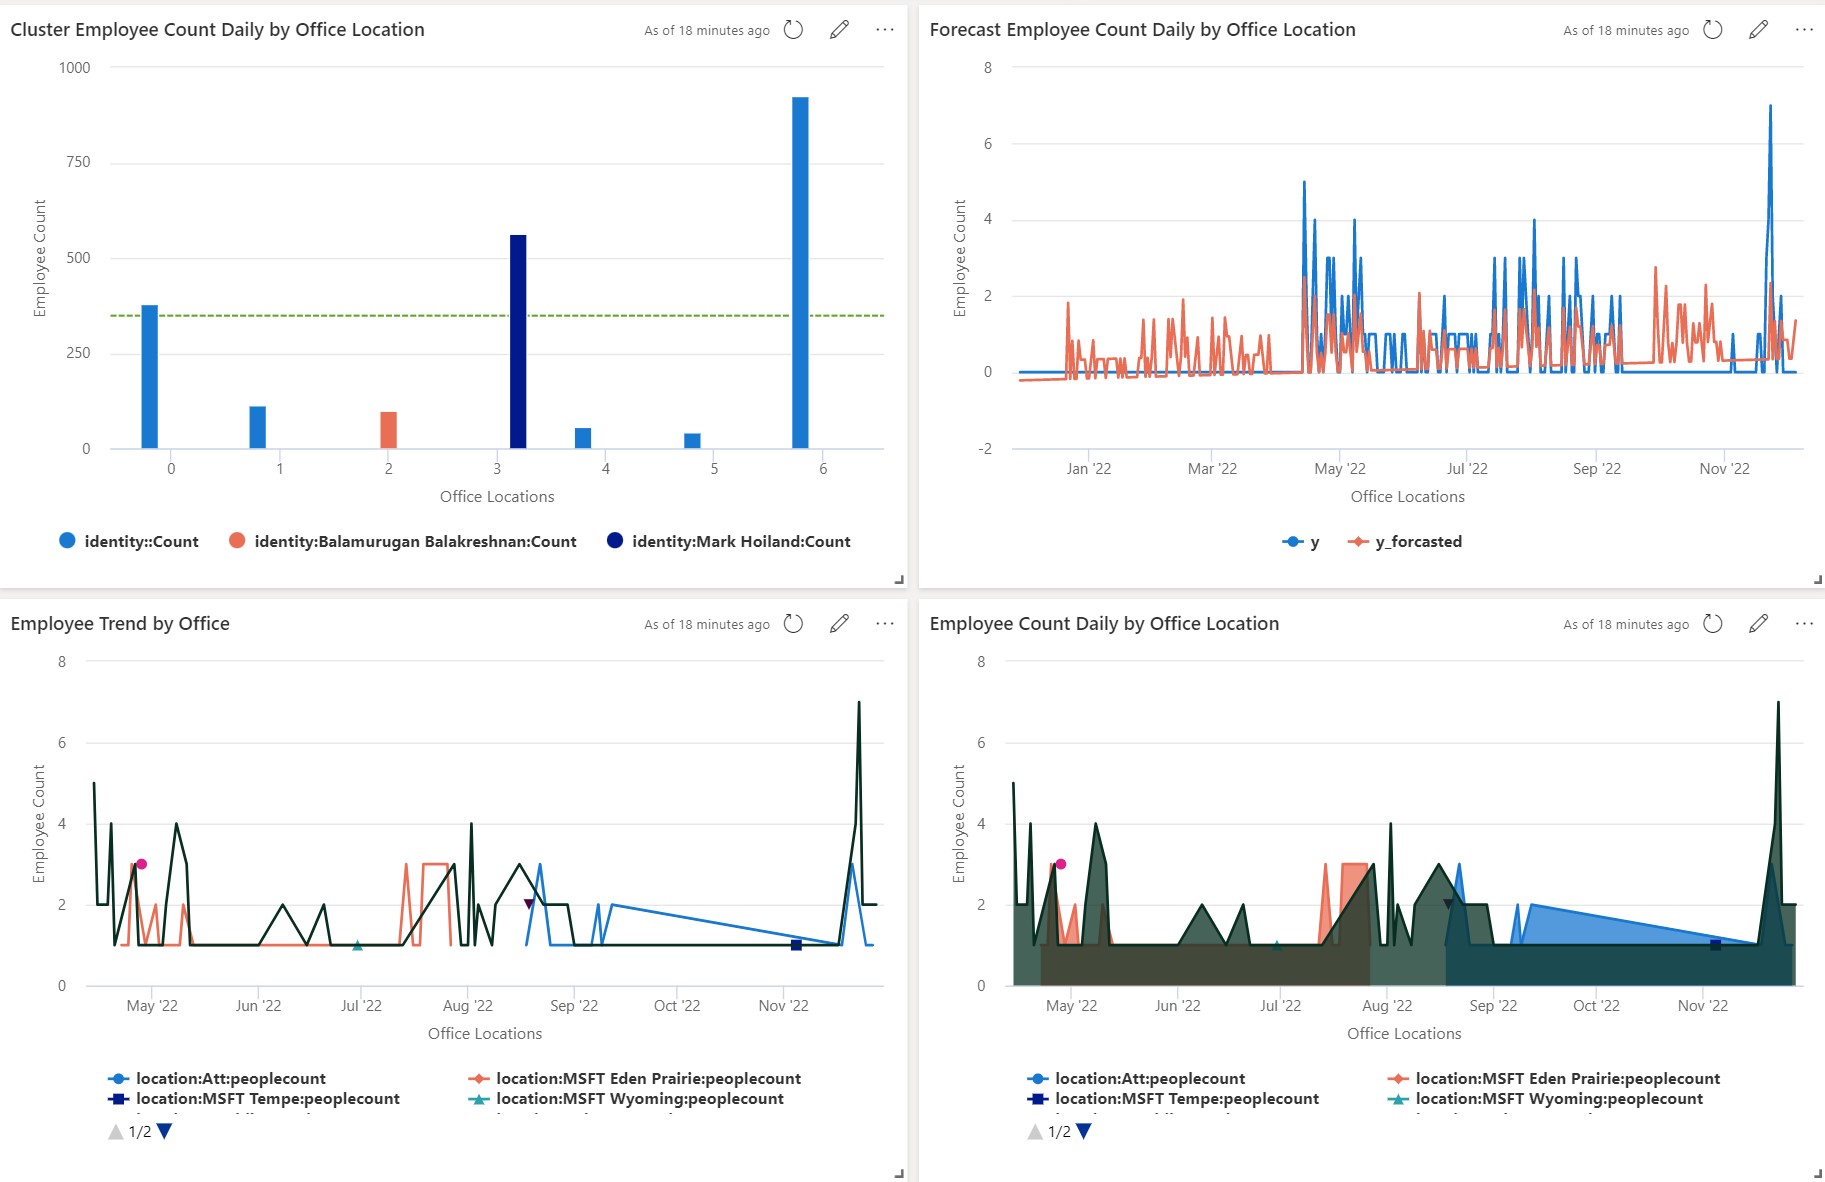 Cluster Employee Count Daily by Office Location
As of 18 minutes ago
1000
750
500
250
0
Employee Count
0 1 2 3 4 5 6
Office Locations
identity::Count identity:Balamurugan Balakreshnan:Count identity:Mark Hoiland:Count
Forecast Employee Count Daily by Office Location
As of 18 minutes ago
8
6
4
2
0
-2
Employee Count
Jan '22 Mar '22 May '22 Jul '22 Sep '22 Nov '22
Office Locations
y y_forcasted
Employee Trend by Office
As of 18 minutes ago
8
6
4
2
0
Employee Count
May '22 Jun '22 Jul '22 Aug '22 Sep '22 Oct '22 Nov '22
Office Locations
location:Att:peoplecount location:MSFT Eden Prairie:peoplecount
location:MSFT Tempe:peoplecount location:MSFT Wyoming:peoplecount
1/2
Employee Count Daily by Office Location
As of 18 minutes ago
8
6
4
2
0
Employee Count
May '22 Jun '22 Jul '22 Aug '22 Sep '22 Oct '22 Nov '22
Office Locations
location:Att:peoplecount location:MSFT Eden Prairie:peoplecount
location:MSFT Tempe:peoplecount location:MSFT Wyoming:peoplecount
1/2